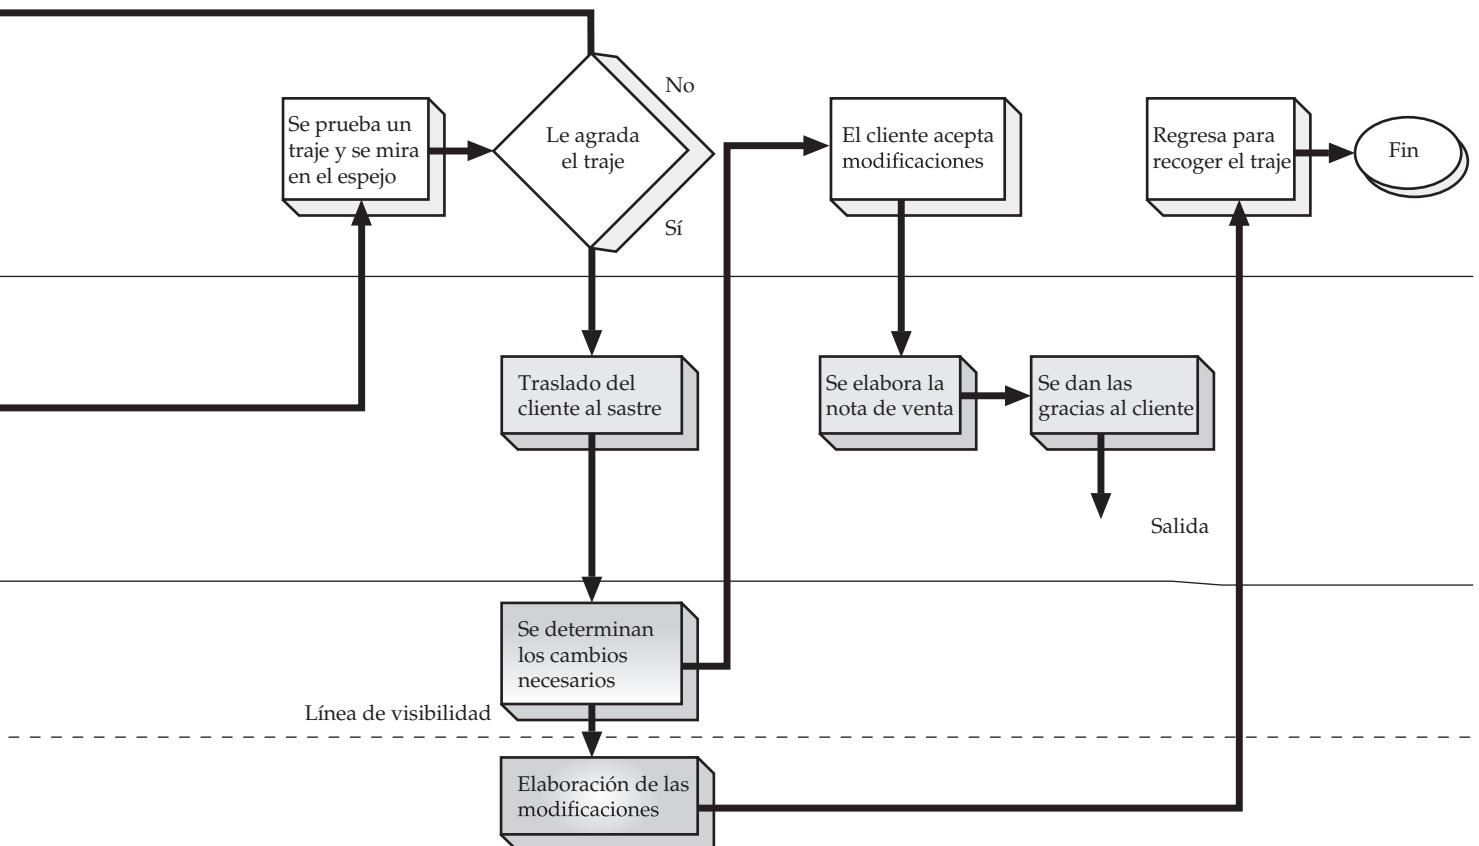 No
Se prueba un
traje y se mira
en el espejo
Le agrada
el traje
El cliente acepta
modificaciones
Regresa para
recoger el traje
Fin
Sí
Traslado del
cliente al sastre
Se elabora la
nota de venta
Se dan las
gracias al cliente
Salida
Se determinan
los cambios
necesarios
Línea de visibilidad
Elaboración de las
modificaciones